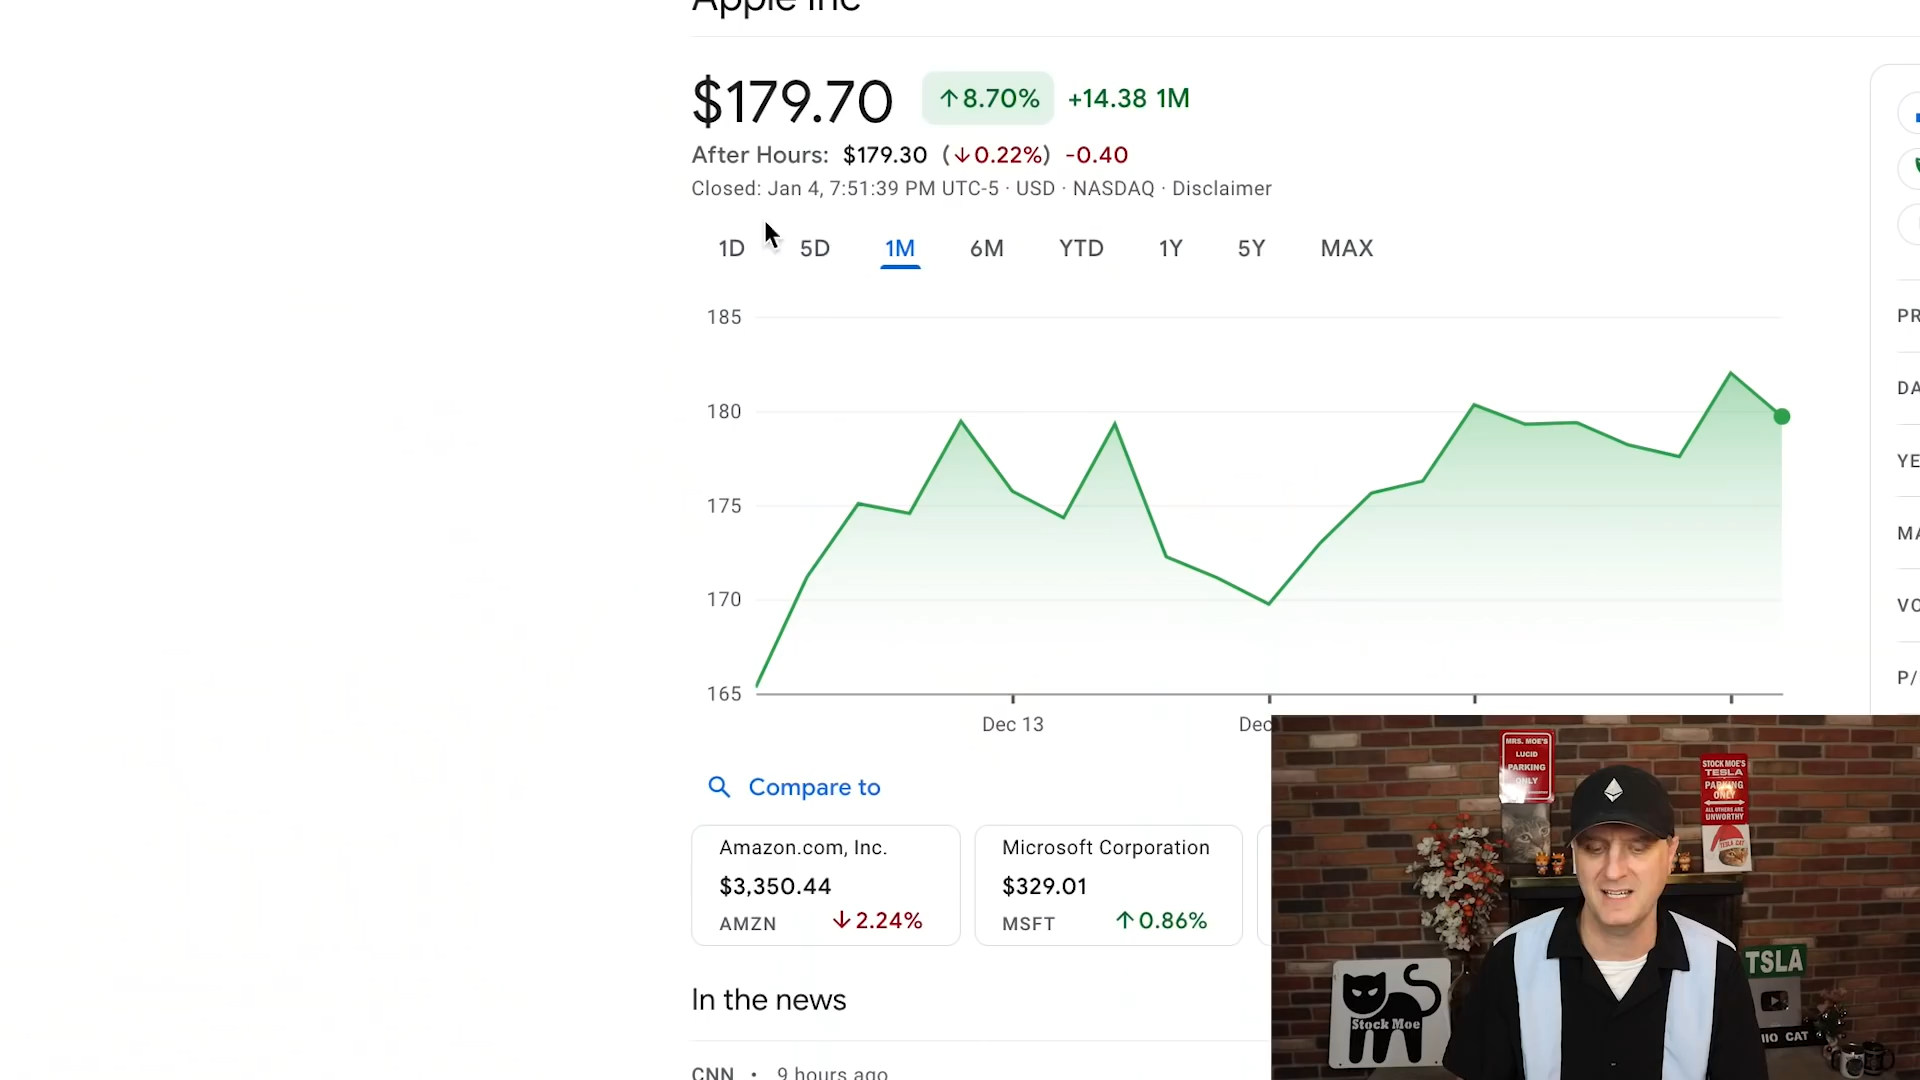 Apple Inc
$179.70 ↑8.70% +14.38 1M
After Hours: $179.30 (↓0.22%) -0.40
Closed: Jan 4, 7:51:39 PM UTC-5 · USD · NASDAQ · Disclaimer
1D 5D 1M 6M YTD 1Y 5Y MAX
185
180
175
170
165
Dec 13
Dec
Compare to
Amazon.com, Inc.
$3,350.44
AMZN ↓2.24%
Microsoft Corporation
$329.01
MSFT ↑0.86%
In the news
CNN · 9 hours ago
PR
DA
YE
MA
VO
P/
MRS. MOE'S
LUCID
PARKING
ONLY
STOCK MOE'S
TESLA
PARKING
ONLY
ALL OTHERS ARE
UNWORTHY
TSLA
Stock Moe
CAT